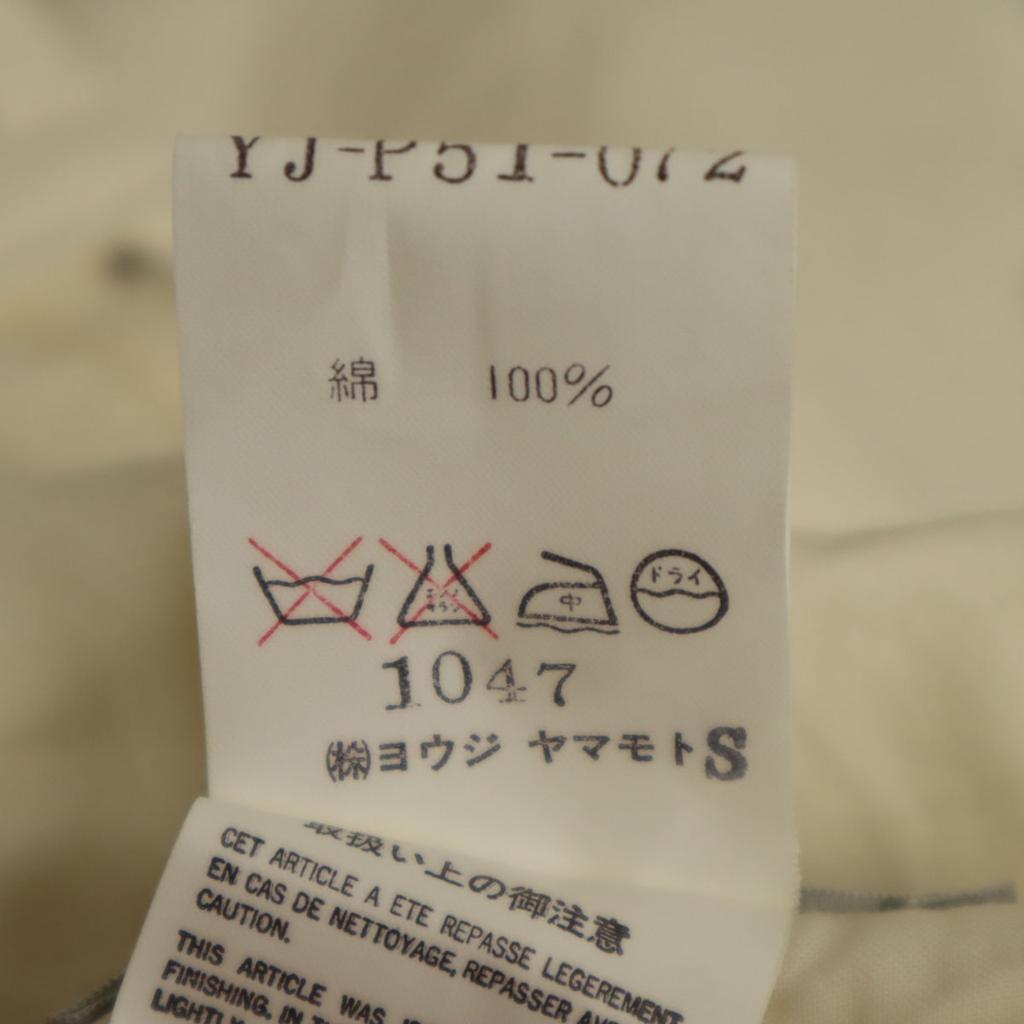 YJ-P51-072
綿 100%
中
ドライ
1047
㈱ヨウジ ヤマモト S
取扱い上の御注意
CET ARTICLE A ETE REPASSE LEGEREMENT
EN CAS DE NETTOYAGE, REPASSER
CAUTION.
THIS ARTICLE WAS
FINISHING. IN